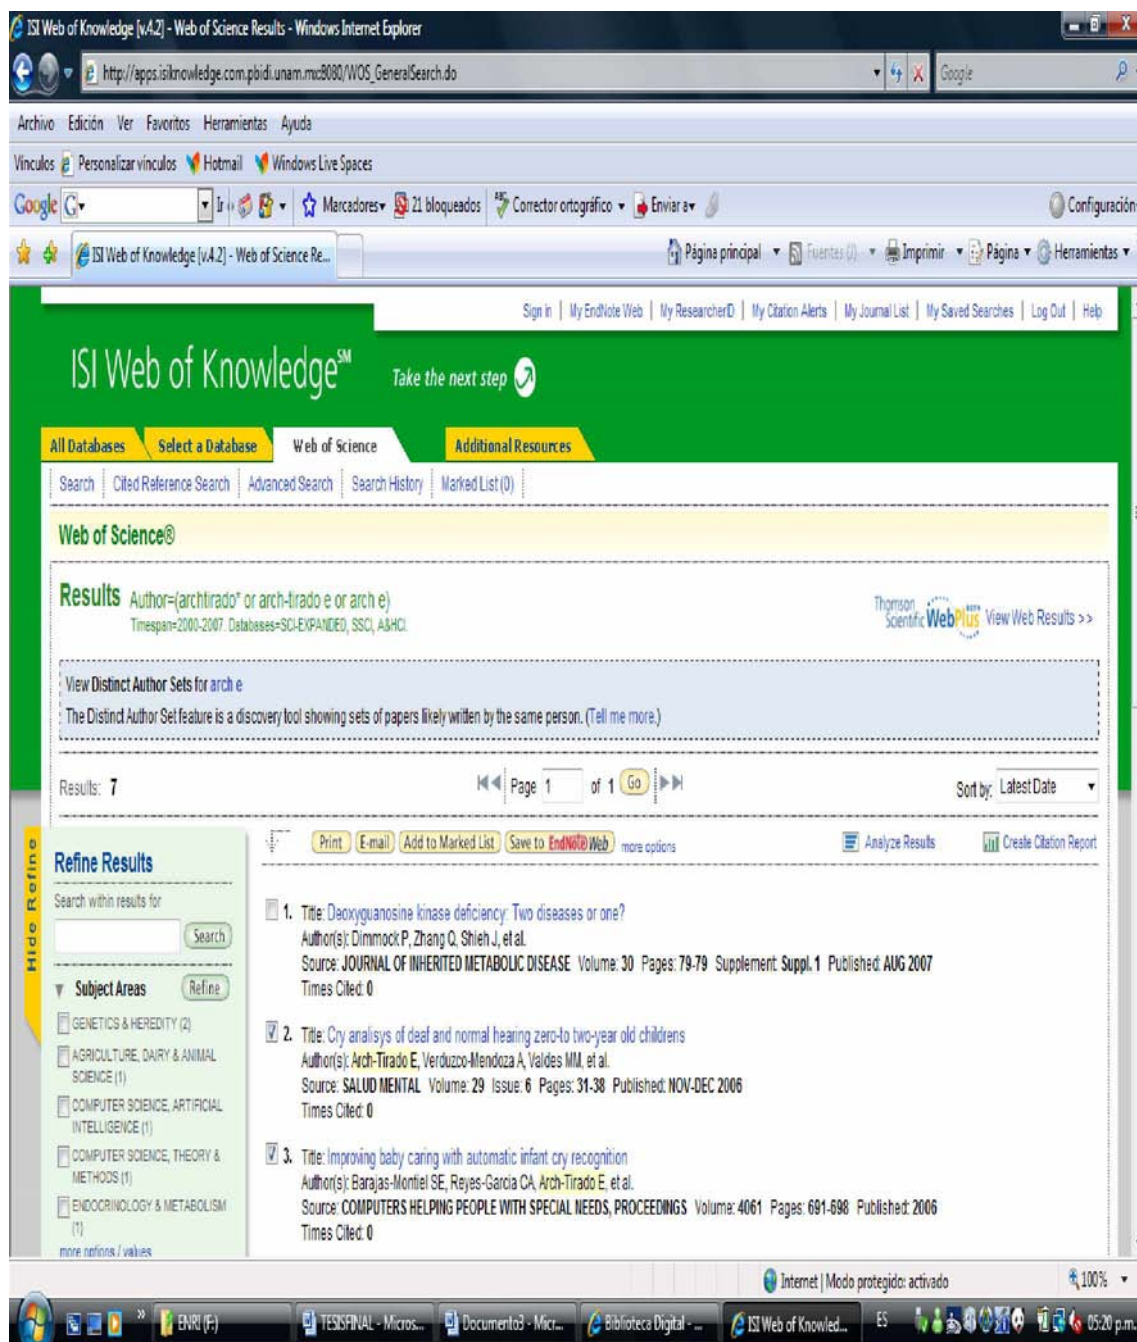 ISI Web of Knowledge [v.4.2] - Web of Science Results - Windows Internet Explorer
http://apps.isiknowledge.com.pbidi.unam.mx:8080/WOS_GeneralSearch.do
Google
Archivo Edición Ver Favoritos Herramientas Ayuda
Vínculos Personalizar vínculos Hotmail Windows Live Spaces
Google G Ir Marcadores 21 bloqueados Corrector ortográfico Enviar a Configuración
ISI Web of Knowledge [v.4.2] - Web of Science Re... Página principal Fuentes (J) Imprimir Página Herramientas
Sign in | My EndNote Web | My ResearcherID | My Citation Alerts | My Journal List | My Saved Searches | Log Out | Help
ISI Web of Knowledge℠ Take the next step
All Databases Select a Database Web of Science Additional Resources
Search Cited Reference Search Advanced Search Search History Marked List (0)
Web of Science®
Results Author=(archtirado* or arch-tirado e or arch e)
Timespan=2000-2007. Databases=SCI-EXPANDED, SSCI, A&HCI.
Thomson Scientific WebPlus BETA View Web Results >>
View Distinct Author Sets for arch e
The Distinct Author Set feature is a discovery tool showing sets of papers likely written by the same person. (Tell me more.)
Results: 7 Page 1 of 1 Go Sort by: Latest Date
Print E-mail Add to Marked List Save to EndNote Web more options Analyze Results Create Citation Report
Hide Refine
Refine Results
Search within results for
Search
Subject Areas Refine
GENETICS & HEREDITY (2)
AGRICULTURE, DAIRY & ANIMAL
SCIENCE (1)
COMPUTER SCIENCE, ARTIFICIAL
INTELLIGENCE (1)
COMPUTER SCIENCE, THEORY &
METHODS (1)
ENDOCRINOLOGY & METABOLISM
(1)
more options / values
1. Title: Deoxyguanosine kinase deficiency: Two diseases or one?
Author(s): Dimmock P, Zhang Q, Shieh J, et al.
Source: JOURNAL OF INHERITED METABOLIC DISEASE Volume: 30 Pages: 79-79 Supplement: Suppl. 1 Published: AUG 2007
Times Cited: 0
2. Title: Cry analisys of deaf and normal hearing zero-to two-year old childrens
Author(s): Arch-Tirado E, Verduzco-Mendoza A, Valdes MM, et al.
Source: SALUD MENTAL Volume: 29 Issue: 6 Pages: 31-38 Published: NOV-DEC 2006
Times Cited: 0
3. Title: Improving baby caring with automatic infant cry recognition
Author(s): Barajas-Montiel SE, Reyes-Garcia CA, Arch-Tirado E, et al.
Source: COMPUTERS HELPING PEOPLE WITH SPECIAL NEEDS, PROCEEDINGS Volume: 4061 Pages: 691-698 Published: 2006
Times Cited: 0
Internet | Modo protegido: activado 100%
ENRI (F:) TESISFINAL - Micros... Documento3 - Micr... Biblioteca Digital - ... ISI Web of Knowled... ES 05:20 p.m.